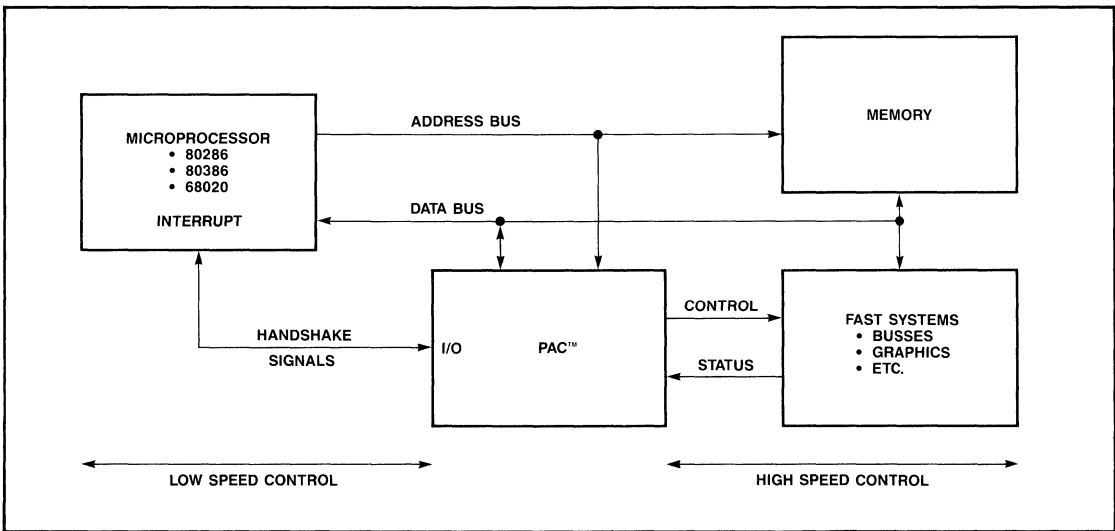 MICROPROCESSOR
• 80286
• 80386
• 68020
INTERRUPT
ADDRESS BUS
DATA BUS
MEMORY
HANDSHAKE
SIGNALS
I/O
PAC™
CONTROL
STATUS
FAST SYSTEMS
• BUSSES
• GRAPHICS
• ETC.
LOW SPEED CONTROL
HIGH SPEED CONTROL